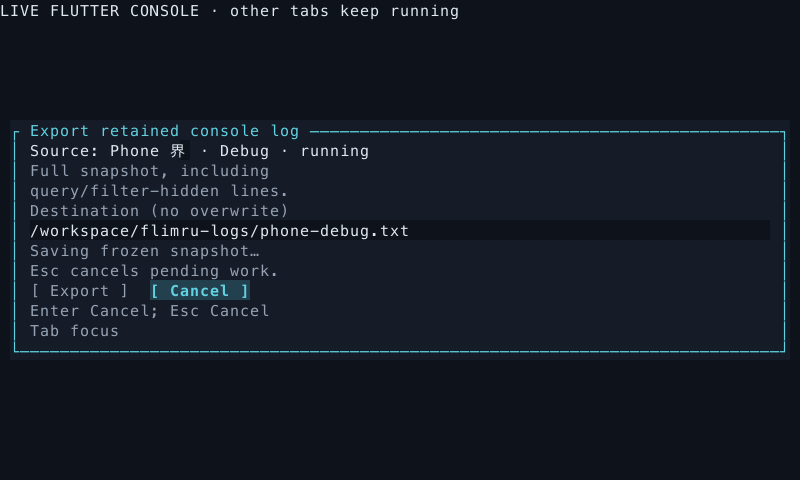 LIVE FLUTTER CONSOLE · other tabs keep running
Export retained console log
Source: Phone 界 · Debug · running
Full snapshot, including
query/filter-hidden lines.
Destination (no overwrite)
/workspace/flimru-logs/phone-debug.txt
Saving frozen snapshot…
Esc cancels pending work.
[ Export ]  [ Cancel ]
Enter Cancel; Esc Cancel
Tab focus